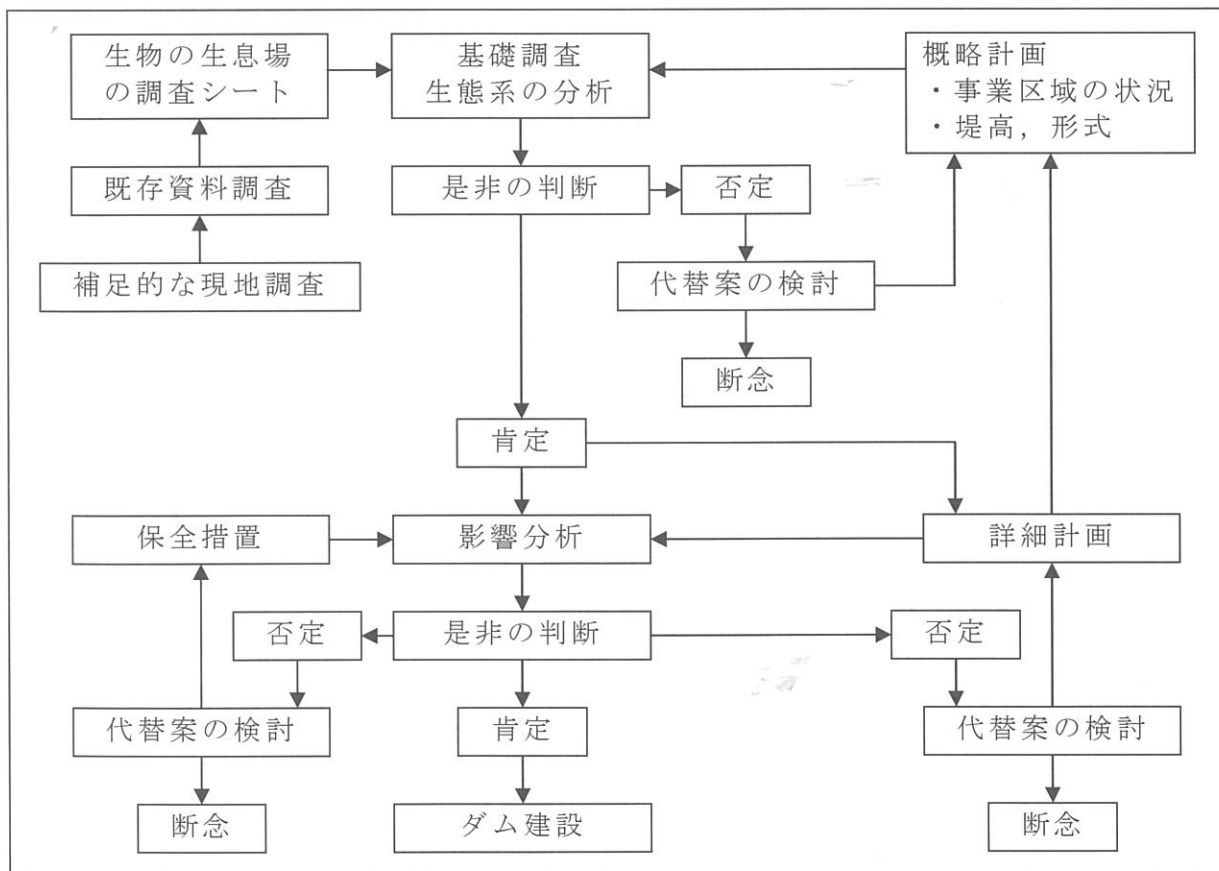 生物の生息場
の調査シート
基礎調査
生態系の分析
概略計画
・事業区域の状況
・堤高，形式
既存資料調査
是非の判断
否定
補足的な現地調査
代替案の検討
断念
肯定
保全措置
影響分析
詳細計画
否定
是非の判断
否定
代替案の検討
肯定
代替案の検討
断念
ダム建設
断念